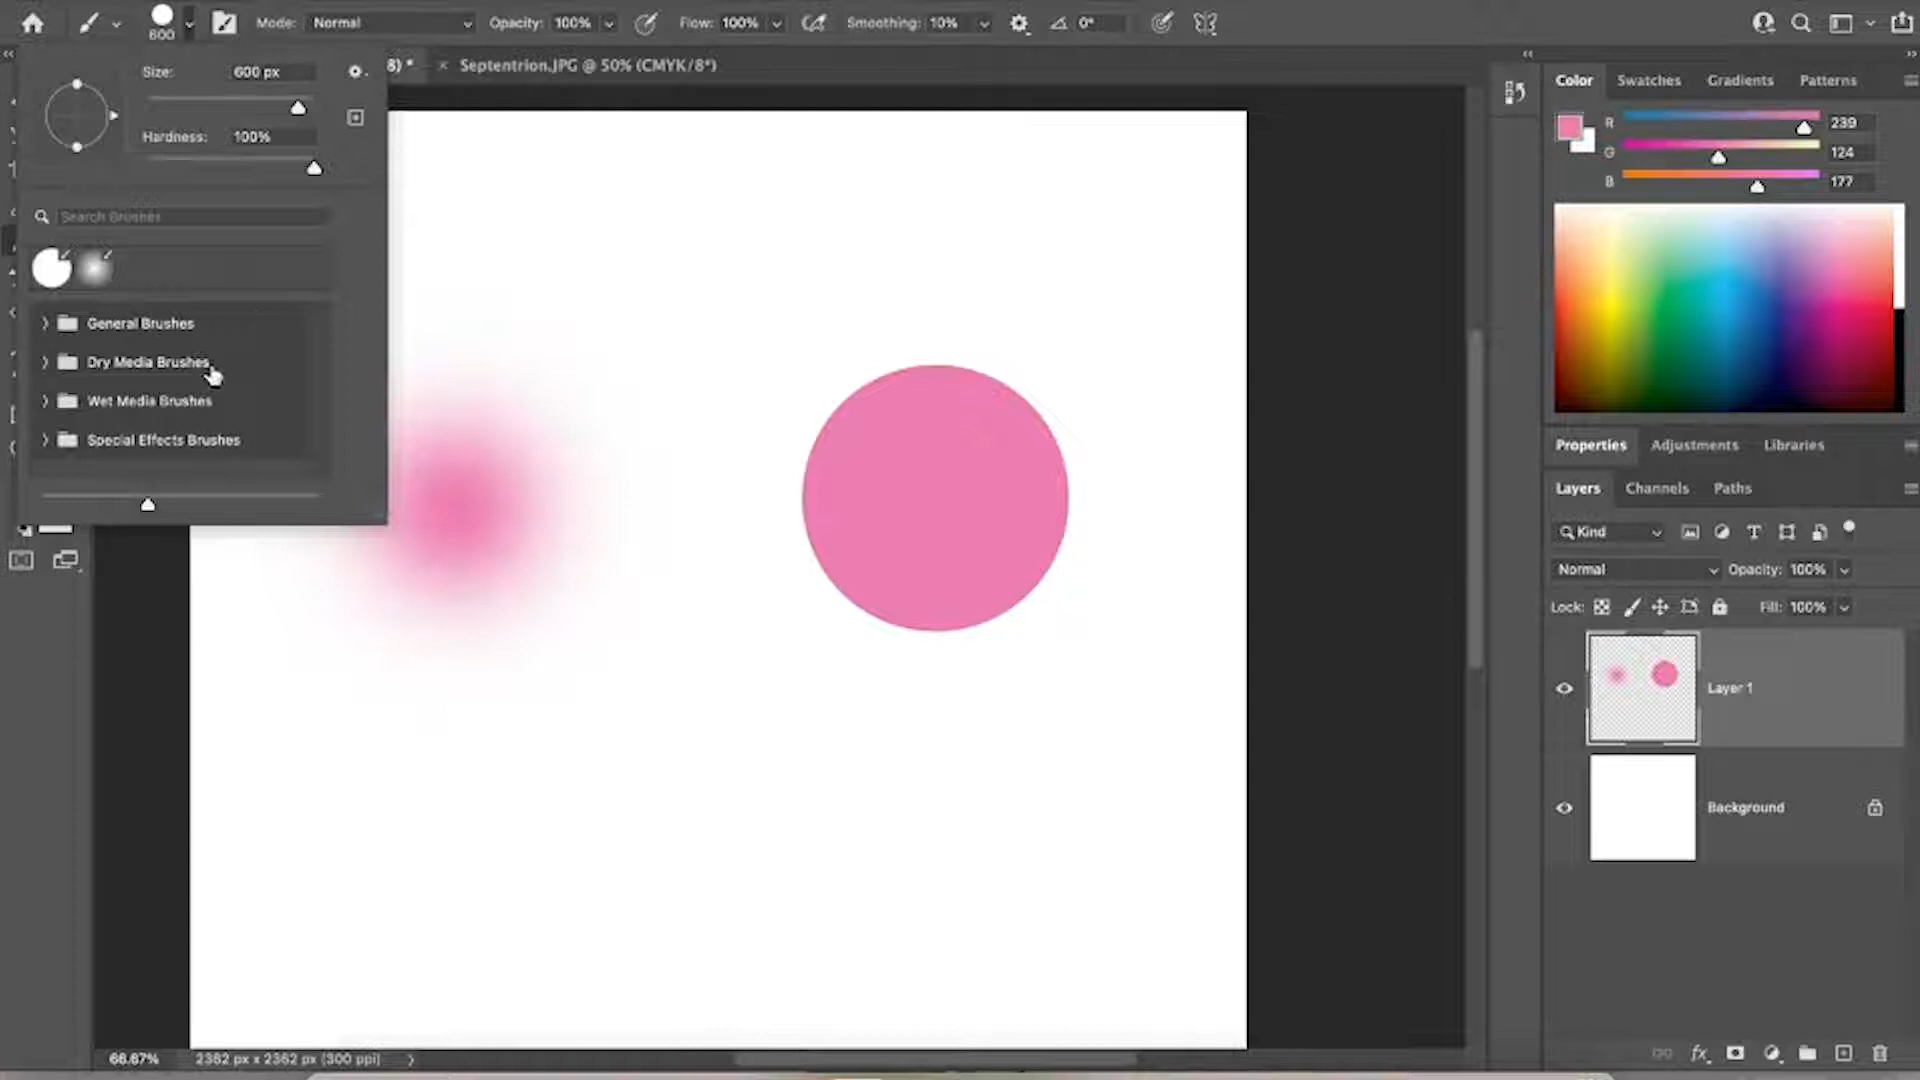 600
Mode: Normal
Opacity: 100%
Flow: 100%
Smoothing: 10%
0°
Size: 600 px
8) *
× Septentrion.JPG @ 50% (CMYK/8*)
Hardness: 100%
Search Brushes
General Brushes
Dry Media Brushes
Wet Media Brushes
Special Effects Brushes
Color Swatches Gradients Patterns
R 239
G 124
B 177
Properties Adjustments Libraries
Layers Channels Paths
Kind
Normal Opacity: 100%
Lock: Fill: 100%
Layer 1
Background
66.67% 2362 px x 2362 px (300 ppi)
fx